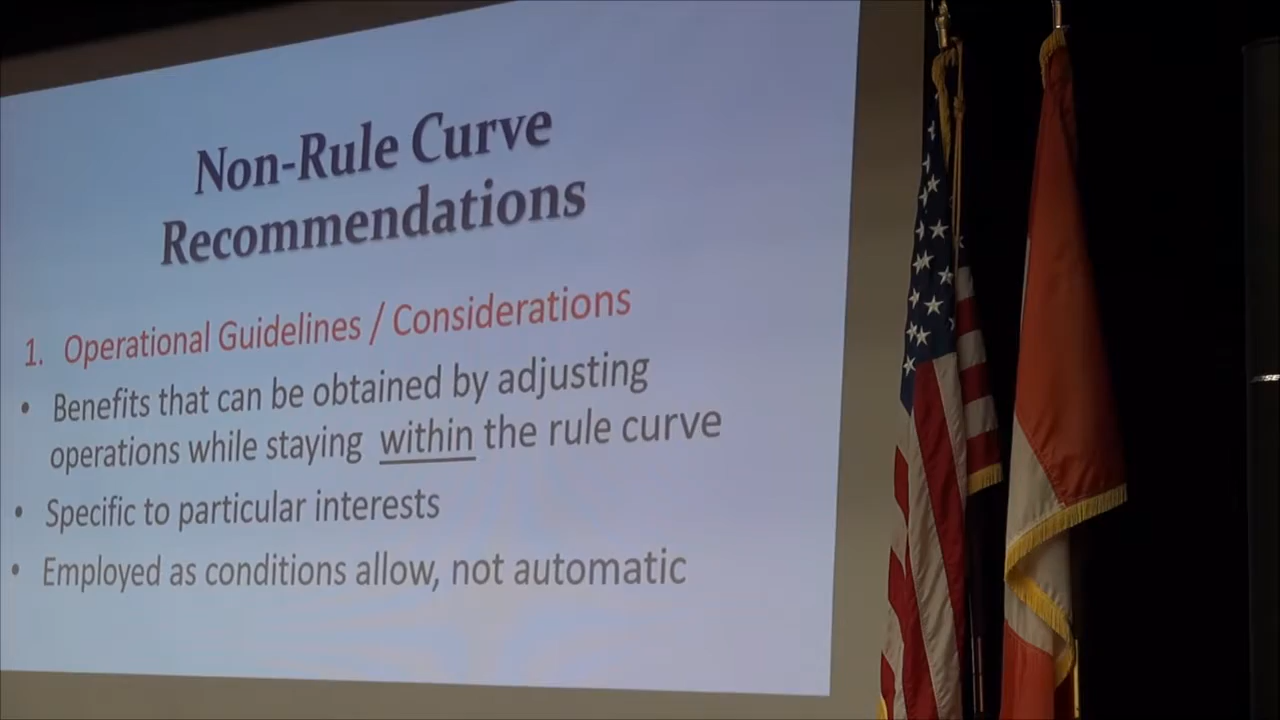 Non-Rule Curve
Recommendations
1. Operational Guidelines / Considerations
• Benefits that can be obtained by adjusting
operations while staying within the rule curve
• Specific to particular interests
• Employed as conditions allow, not automatic